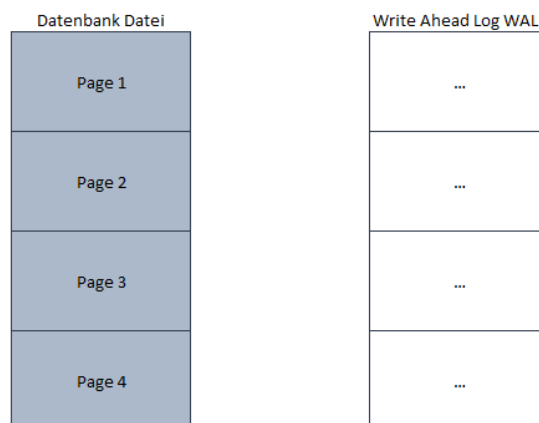 Datenbank Datei
Write Ahead Log WAL
Page 1
...
Page 2
...
Page 3
...
Page 4
...